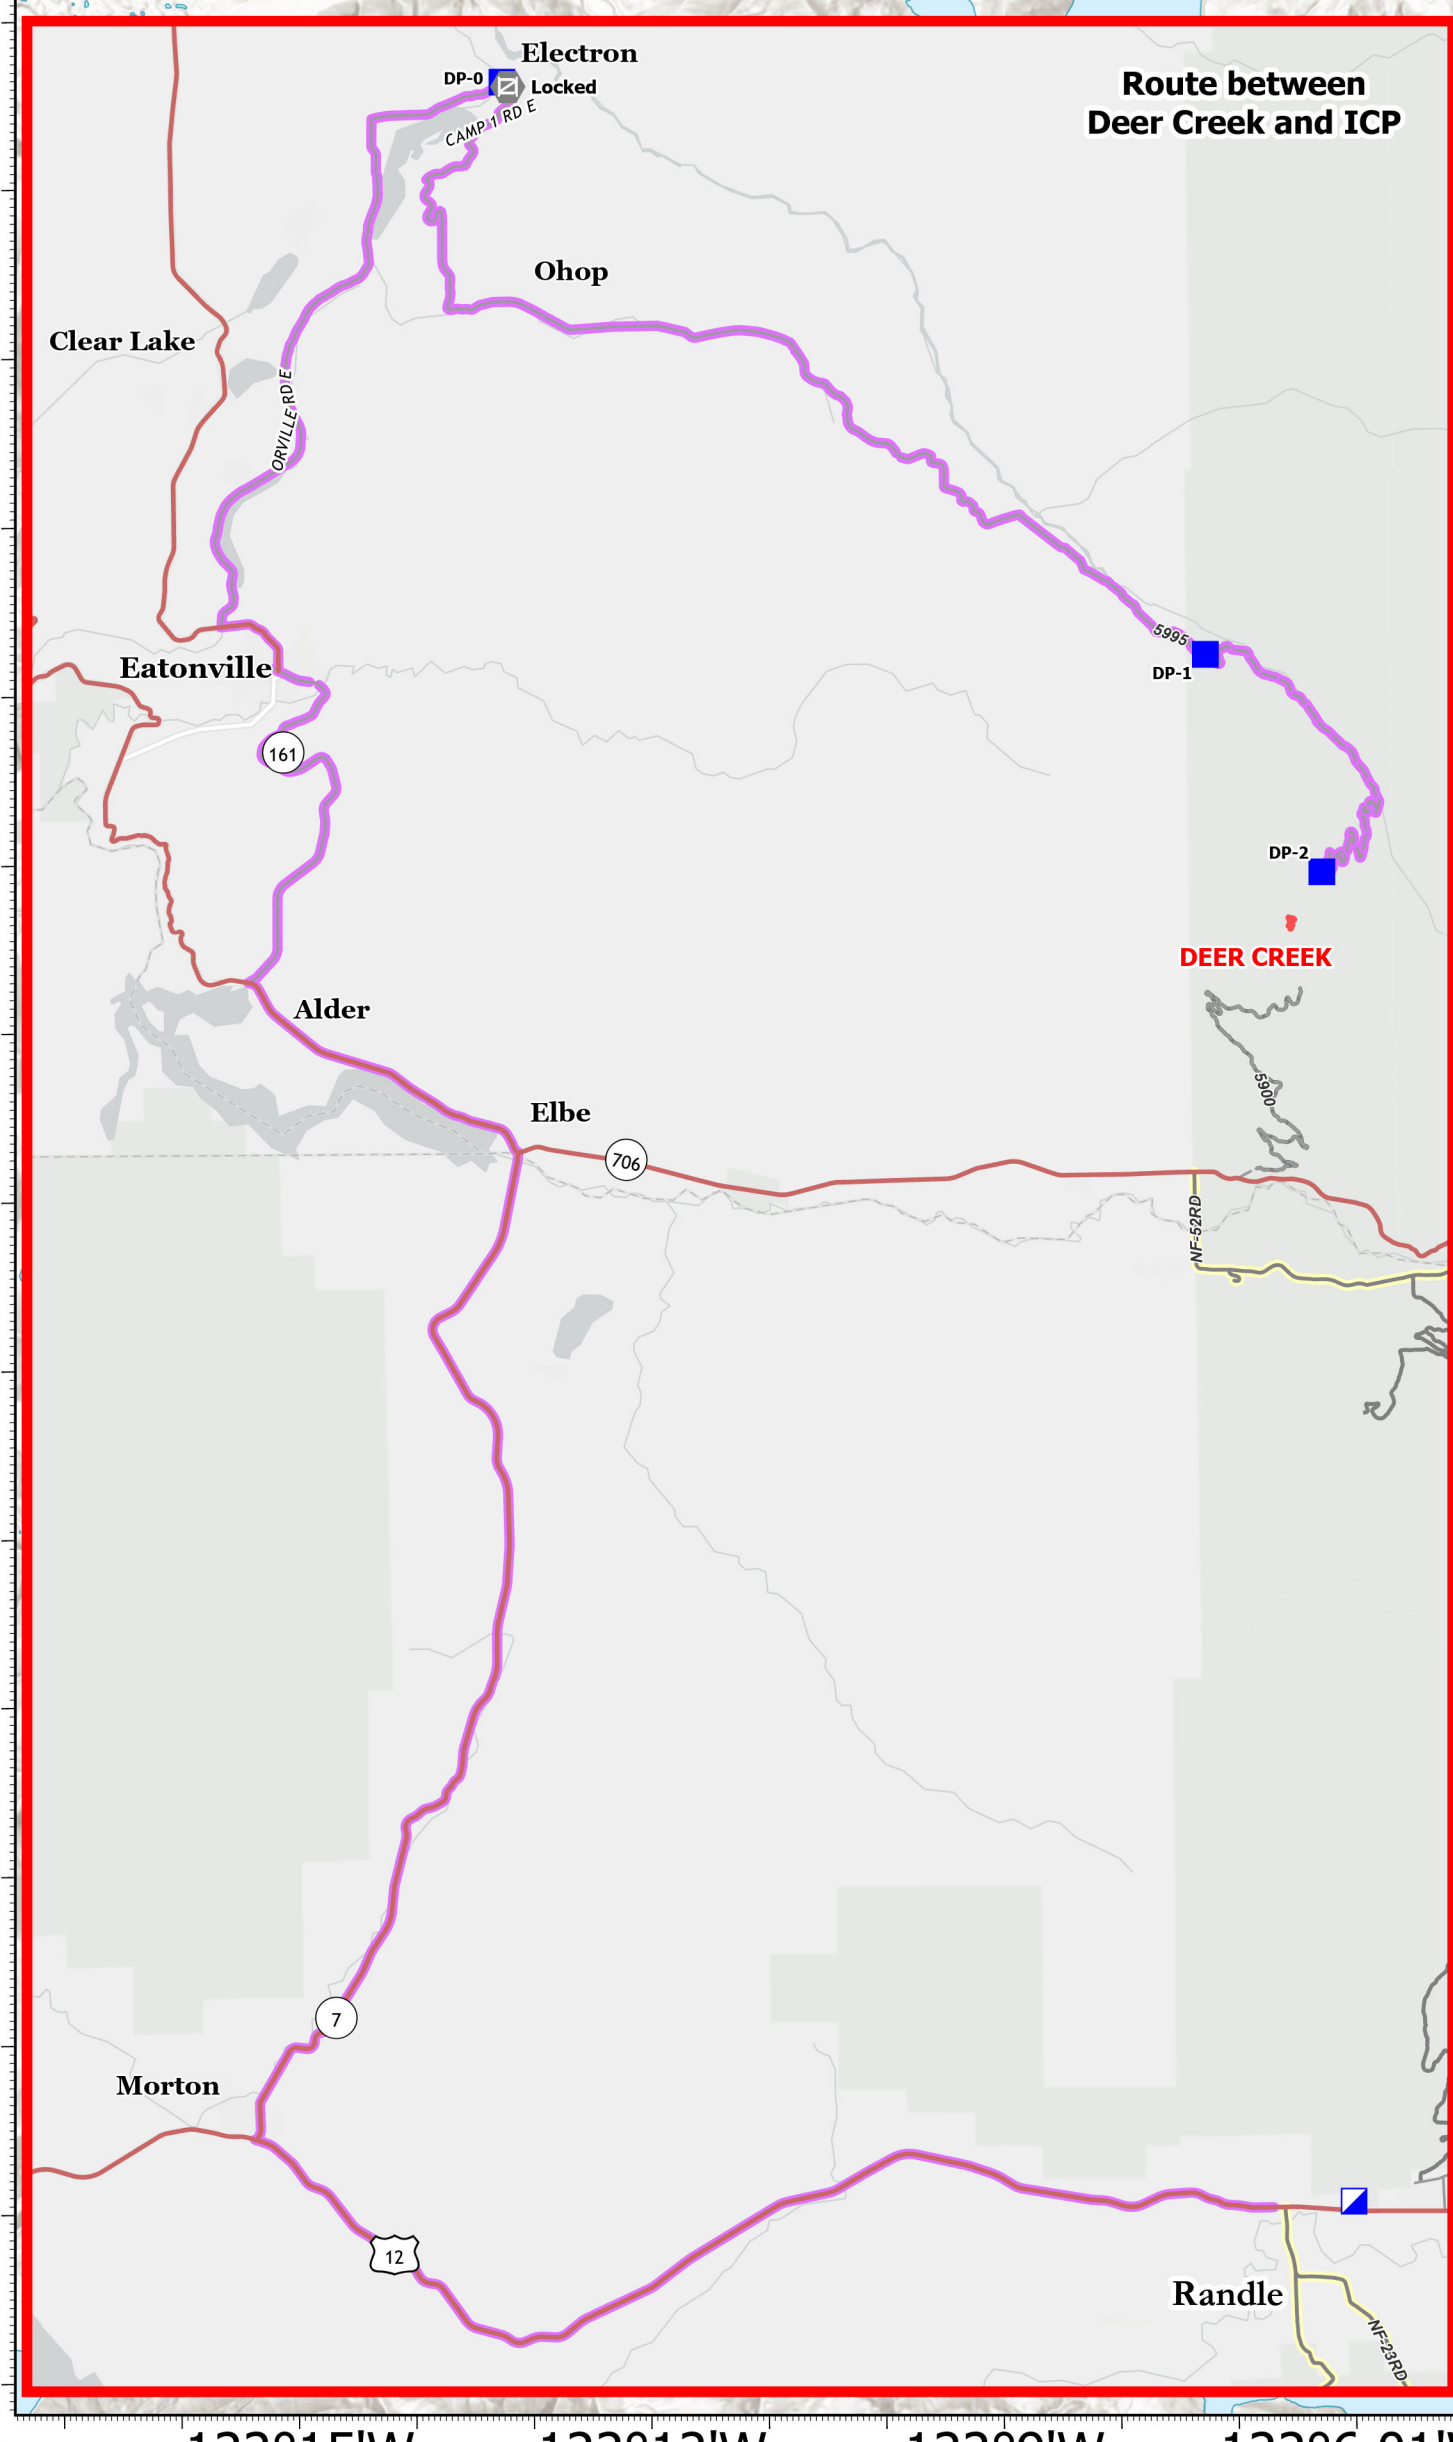 Electron
DP-0
Locked
CAMP 1 RD E
Route between
Deer Creek and ICP
Ohop
Clear Lake
ORVILLE RD E
5995
DP-1
Eatonville
161
DP-2
DEER CREEK
Alder
5900
Elbe
706
NF-52RD
7
Morton
12
Randle
NF-23RD